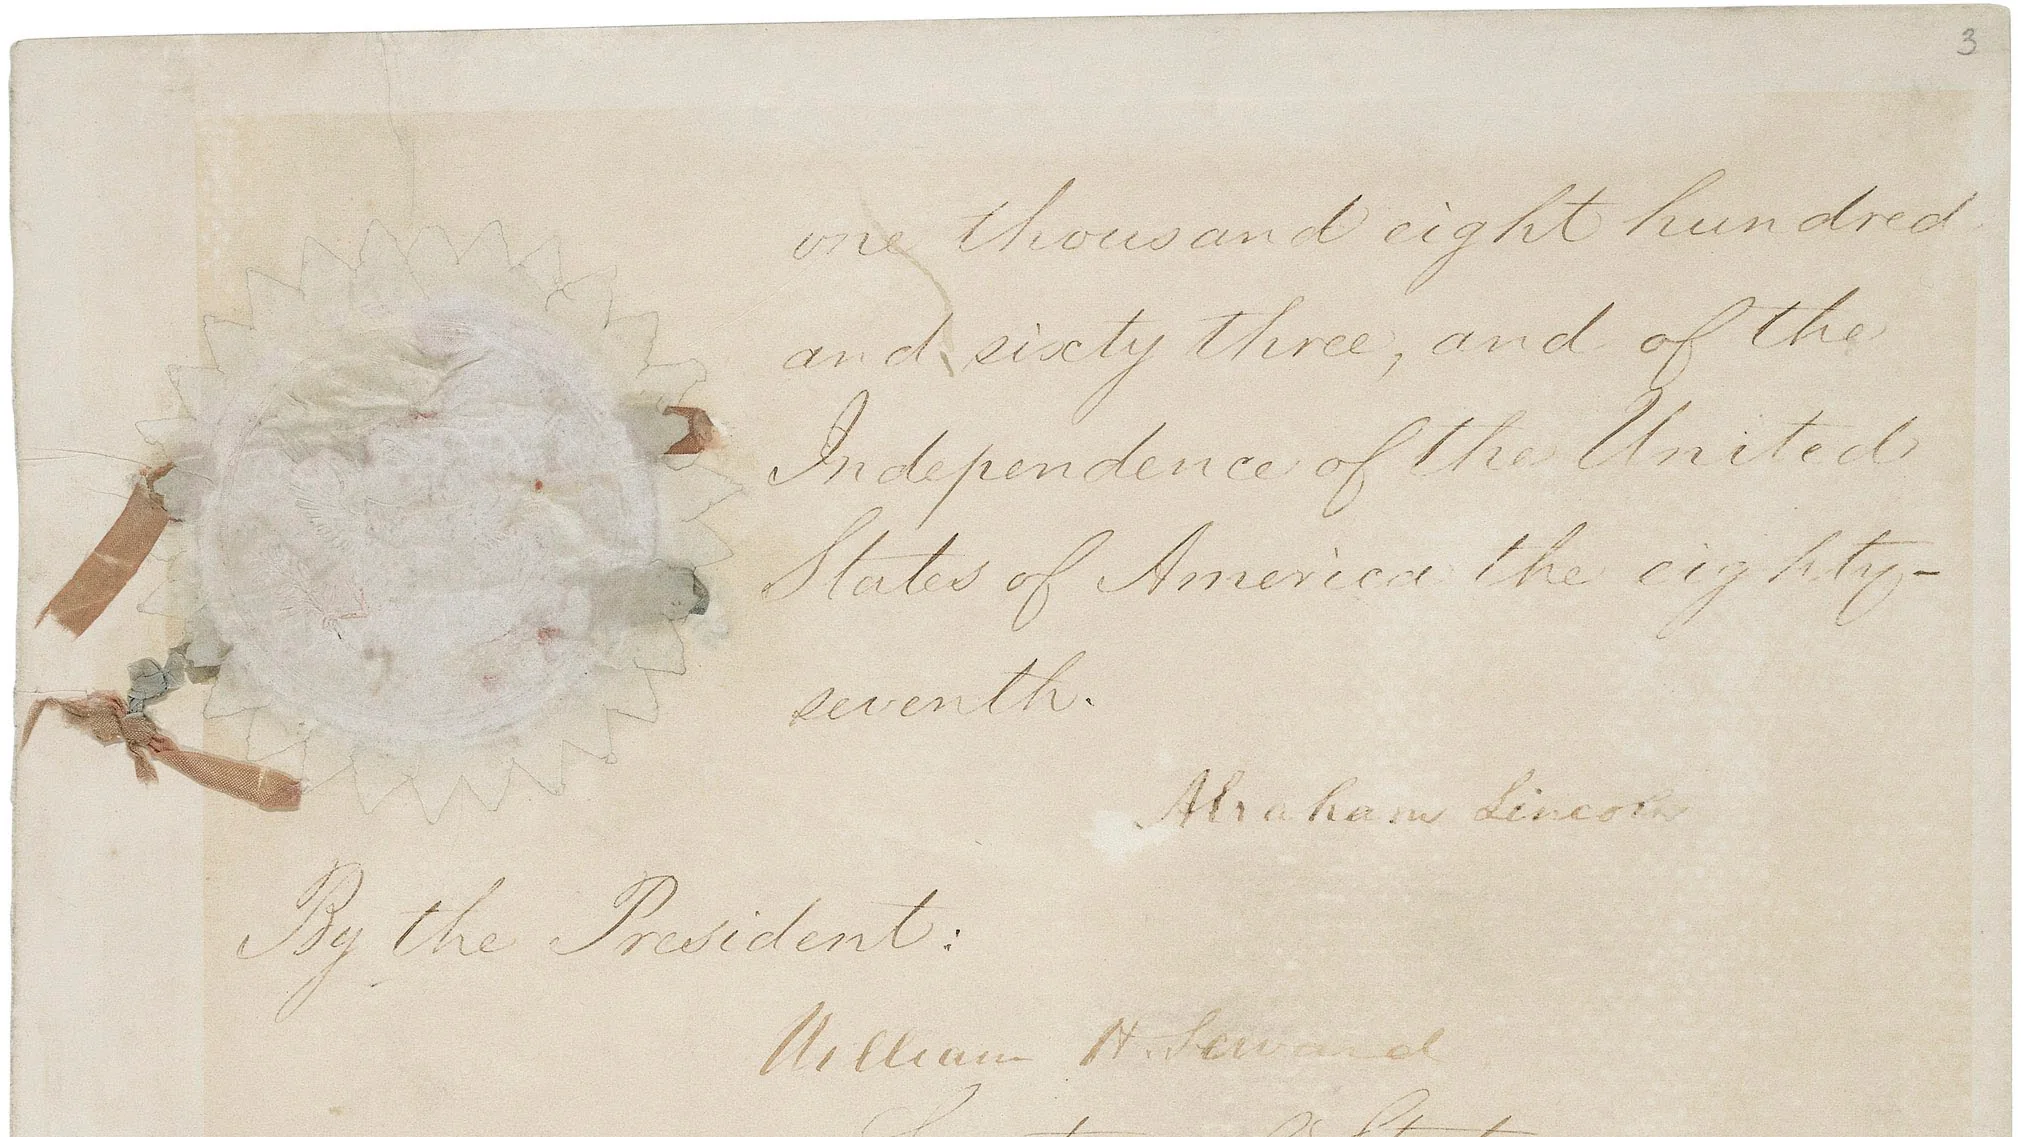 3
one thousand eight hundred
and sixty three, and of the
Independence of the United
States of America the eighty-
seventh.
Abraham Lincoln
By the President:
William H. Seward